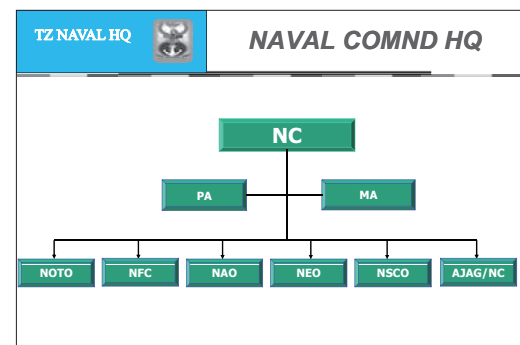 TZ NAVAL HQ
NAVAL COMND HQ
NC
PA
MA
NOTO
NFC
NAO
NEO
NSCO
AJAG/NC